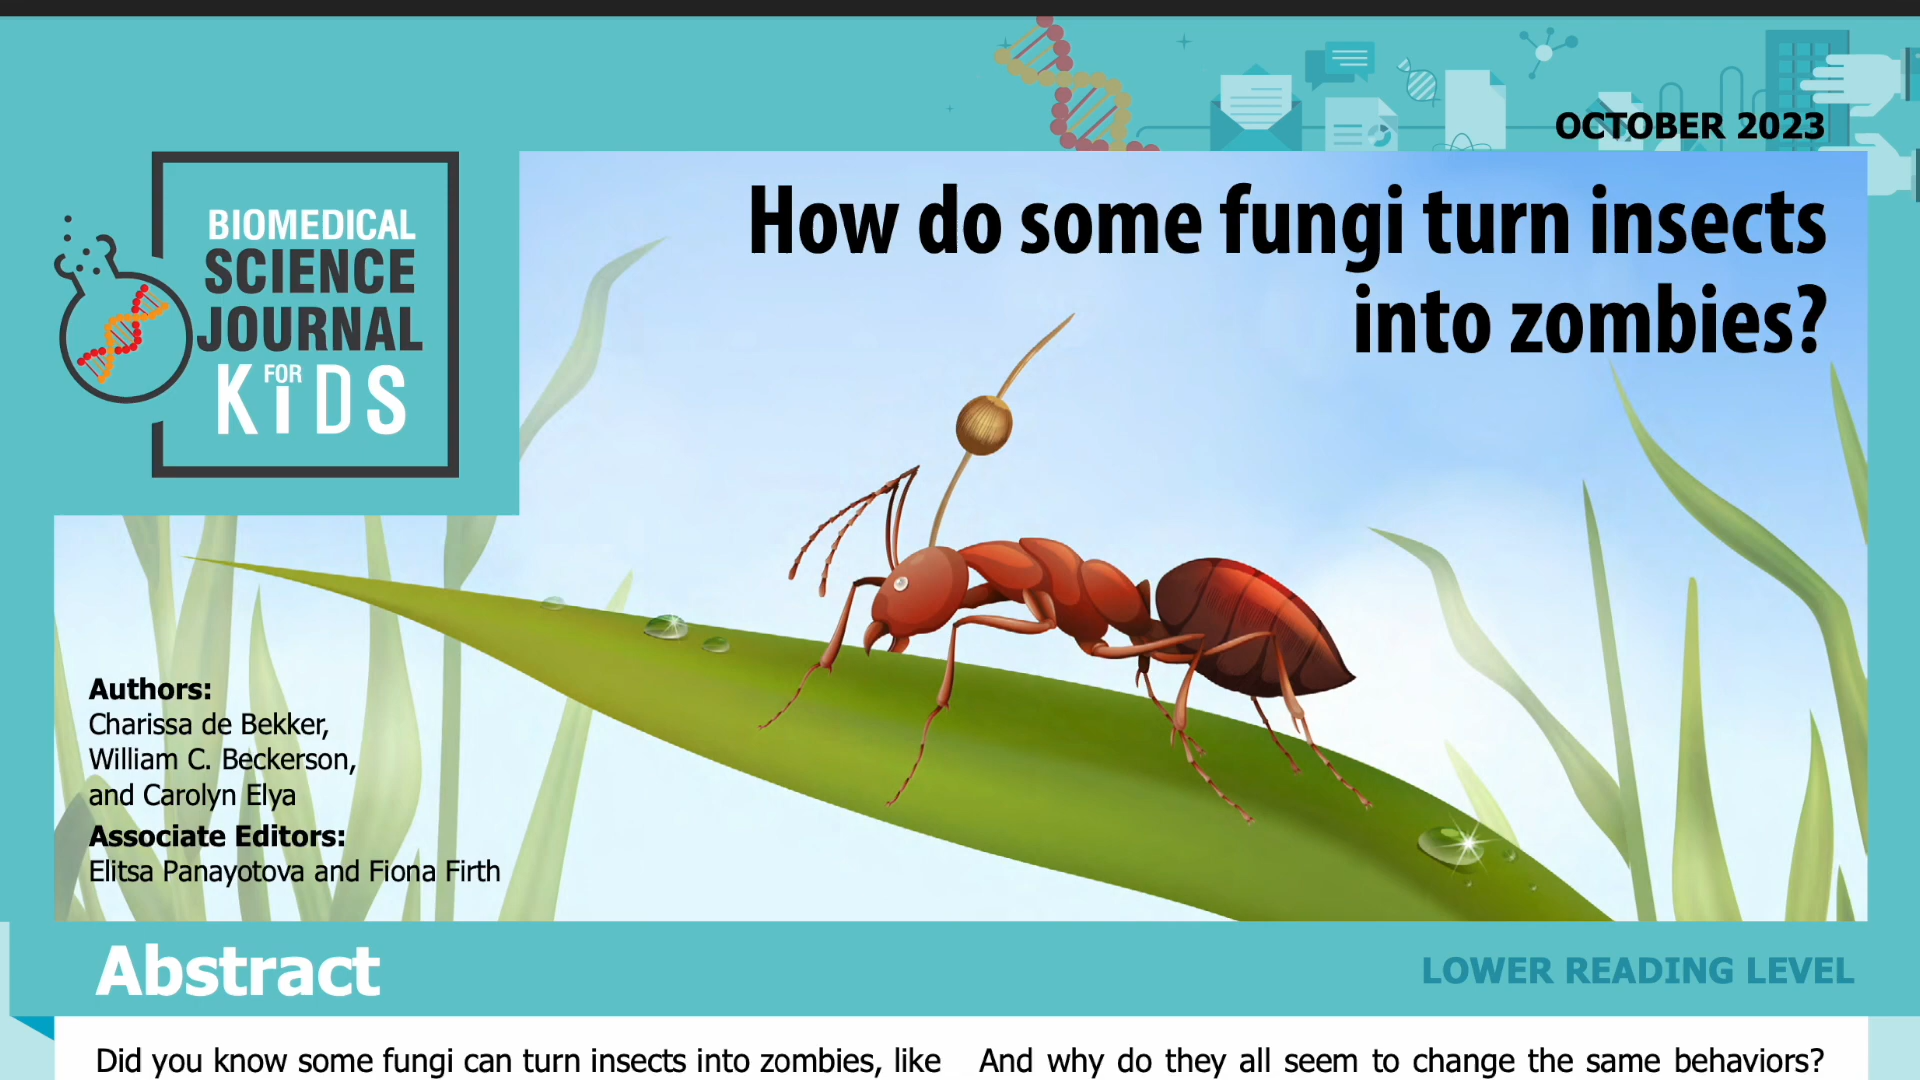 OCTOBER 2023
BIOMEDICAL
SCIENCE
JOURNAL
FOR
KiDS
How do some fungi turn insects
into zombies?
Authors:
Charissa de Bekker,
William C. Beckerson,
and Carolyn Elya
Associate Editors:
Elitsa Panayotova and Fiona Firth
Abstract
LOWER READING LEVEL
Did you know some fungi can turn insects into zombies, like
And why do they all seem to change the same behaviors?